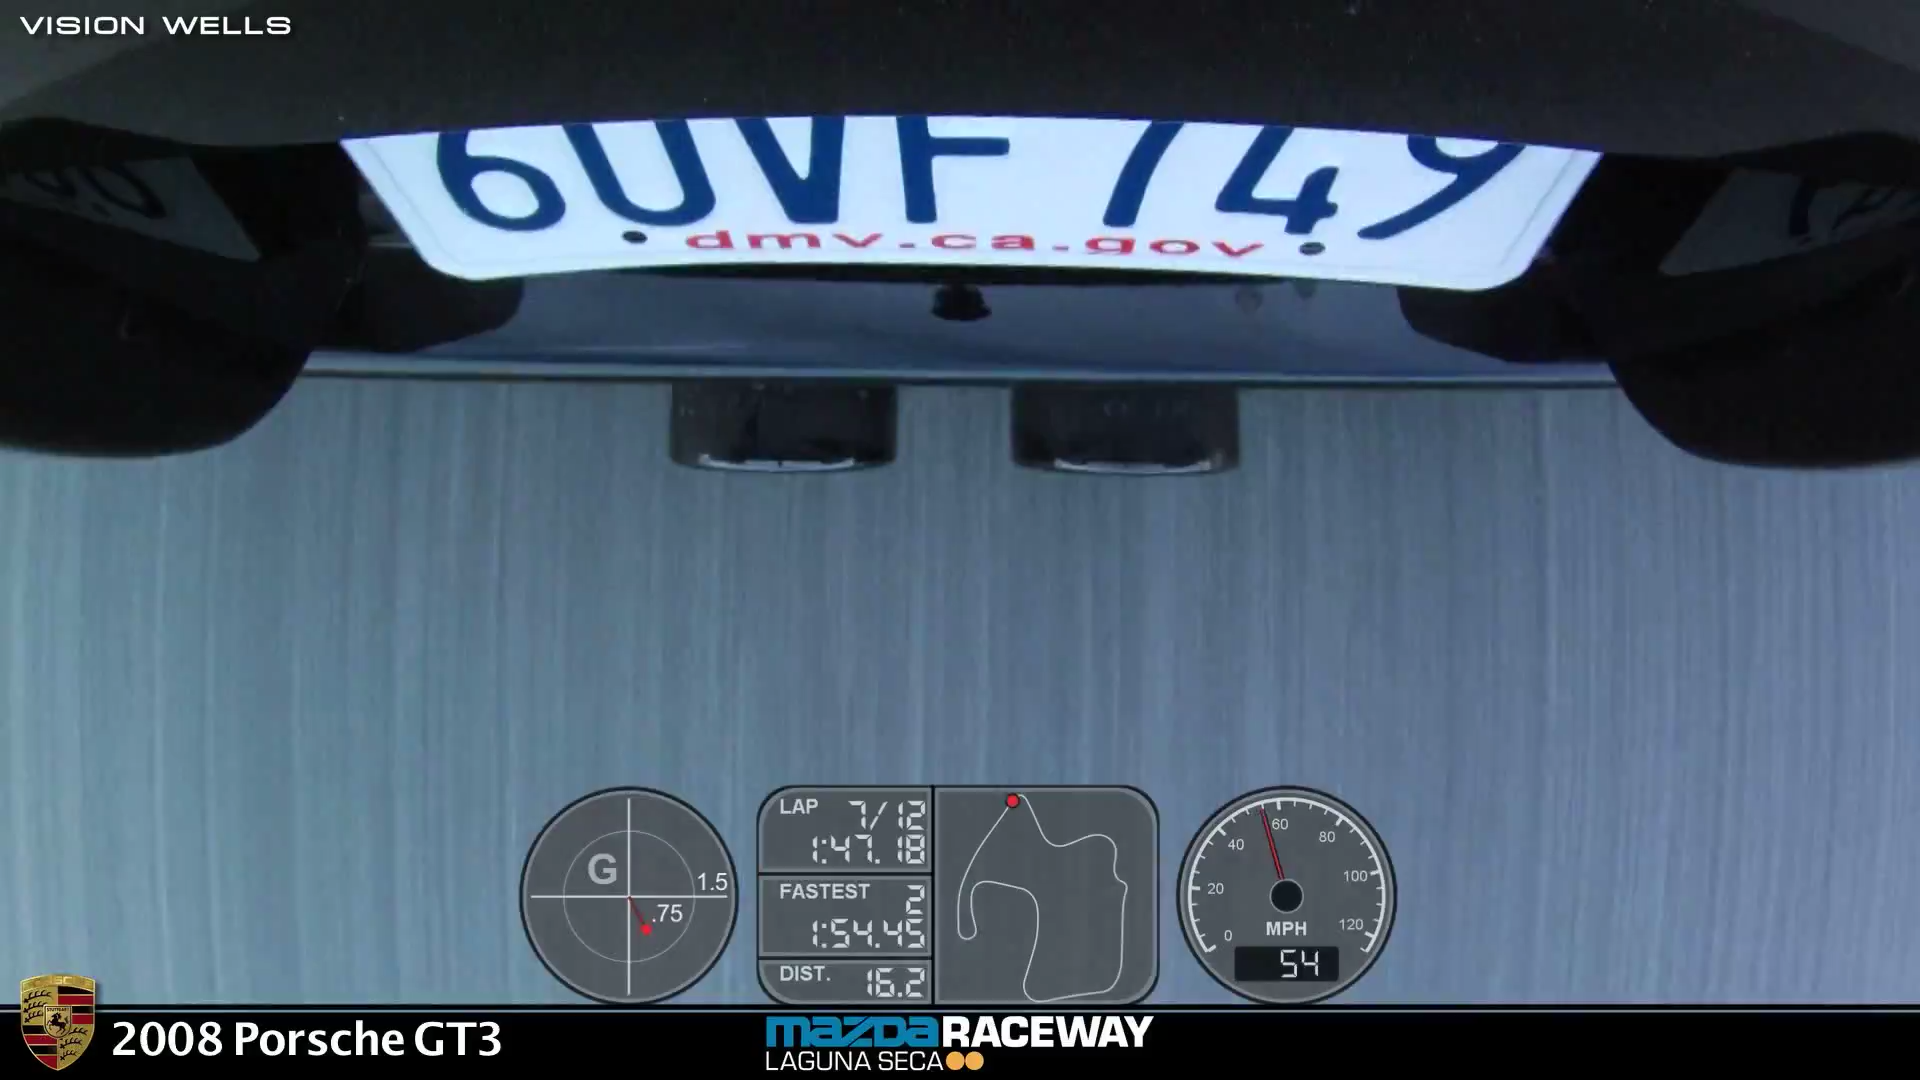 VISION WELLS
6UVF749
dmv.ca.gov
G
1.5
.75
LAP 7/12
1:47.18
FASTEST 2
1:54.45
DIST. 16.2
0 20 40 60 80 100 120
MPH
54
2008 Porsche GT3
mazda RACEWAY
LAGUNA SECA